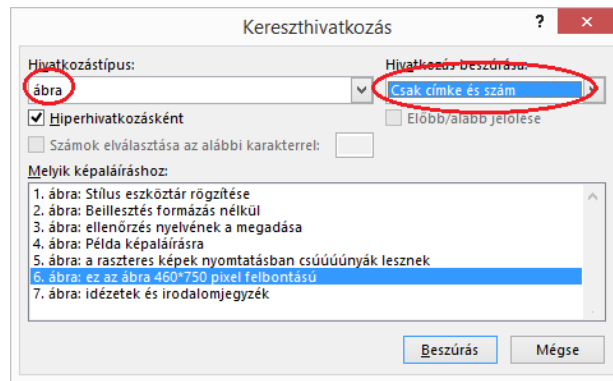 Kereszthivatkozás
Hivatkozástípus: Hivatkozás beszúrása:
ábra Csak címke és szám
Hiperhivatkozásként Előbb/alább jelölése
Számok elválasztása az alábbi karakterrel:
Melyik képaláíráshoz:
1. ábra: Stílus eszköztár rögzítése
2. ábra: Beillesztés formázás nélkül
3. ábra: ellenőrzés nyelvének a megadása
4. ábra: Példa képaláírásra
5. ábra: a raszteres képek nyomtatásban csúúúúnyák lesznek
6. ábra: ez az ábra 460*750 pixel felbontású
7. ábra: idézetek és irodalomjegyzék
Beszúrás Mégse